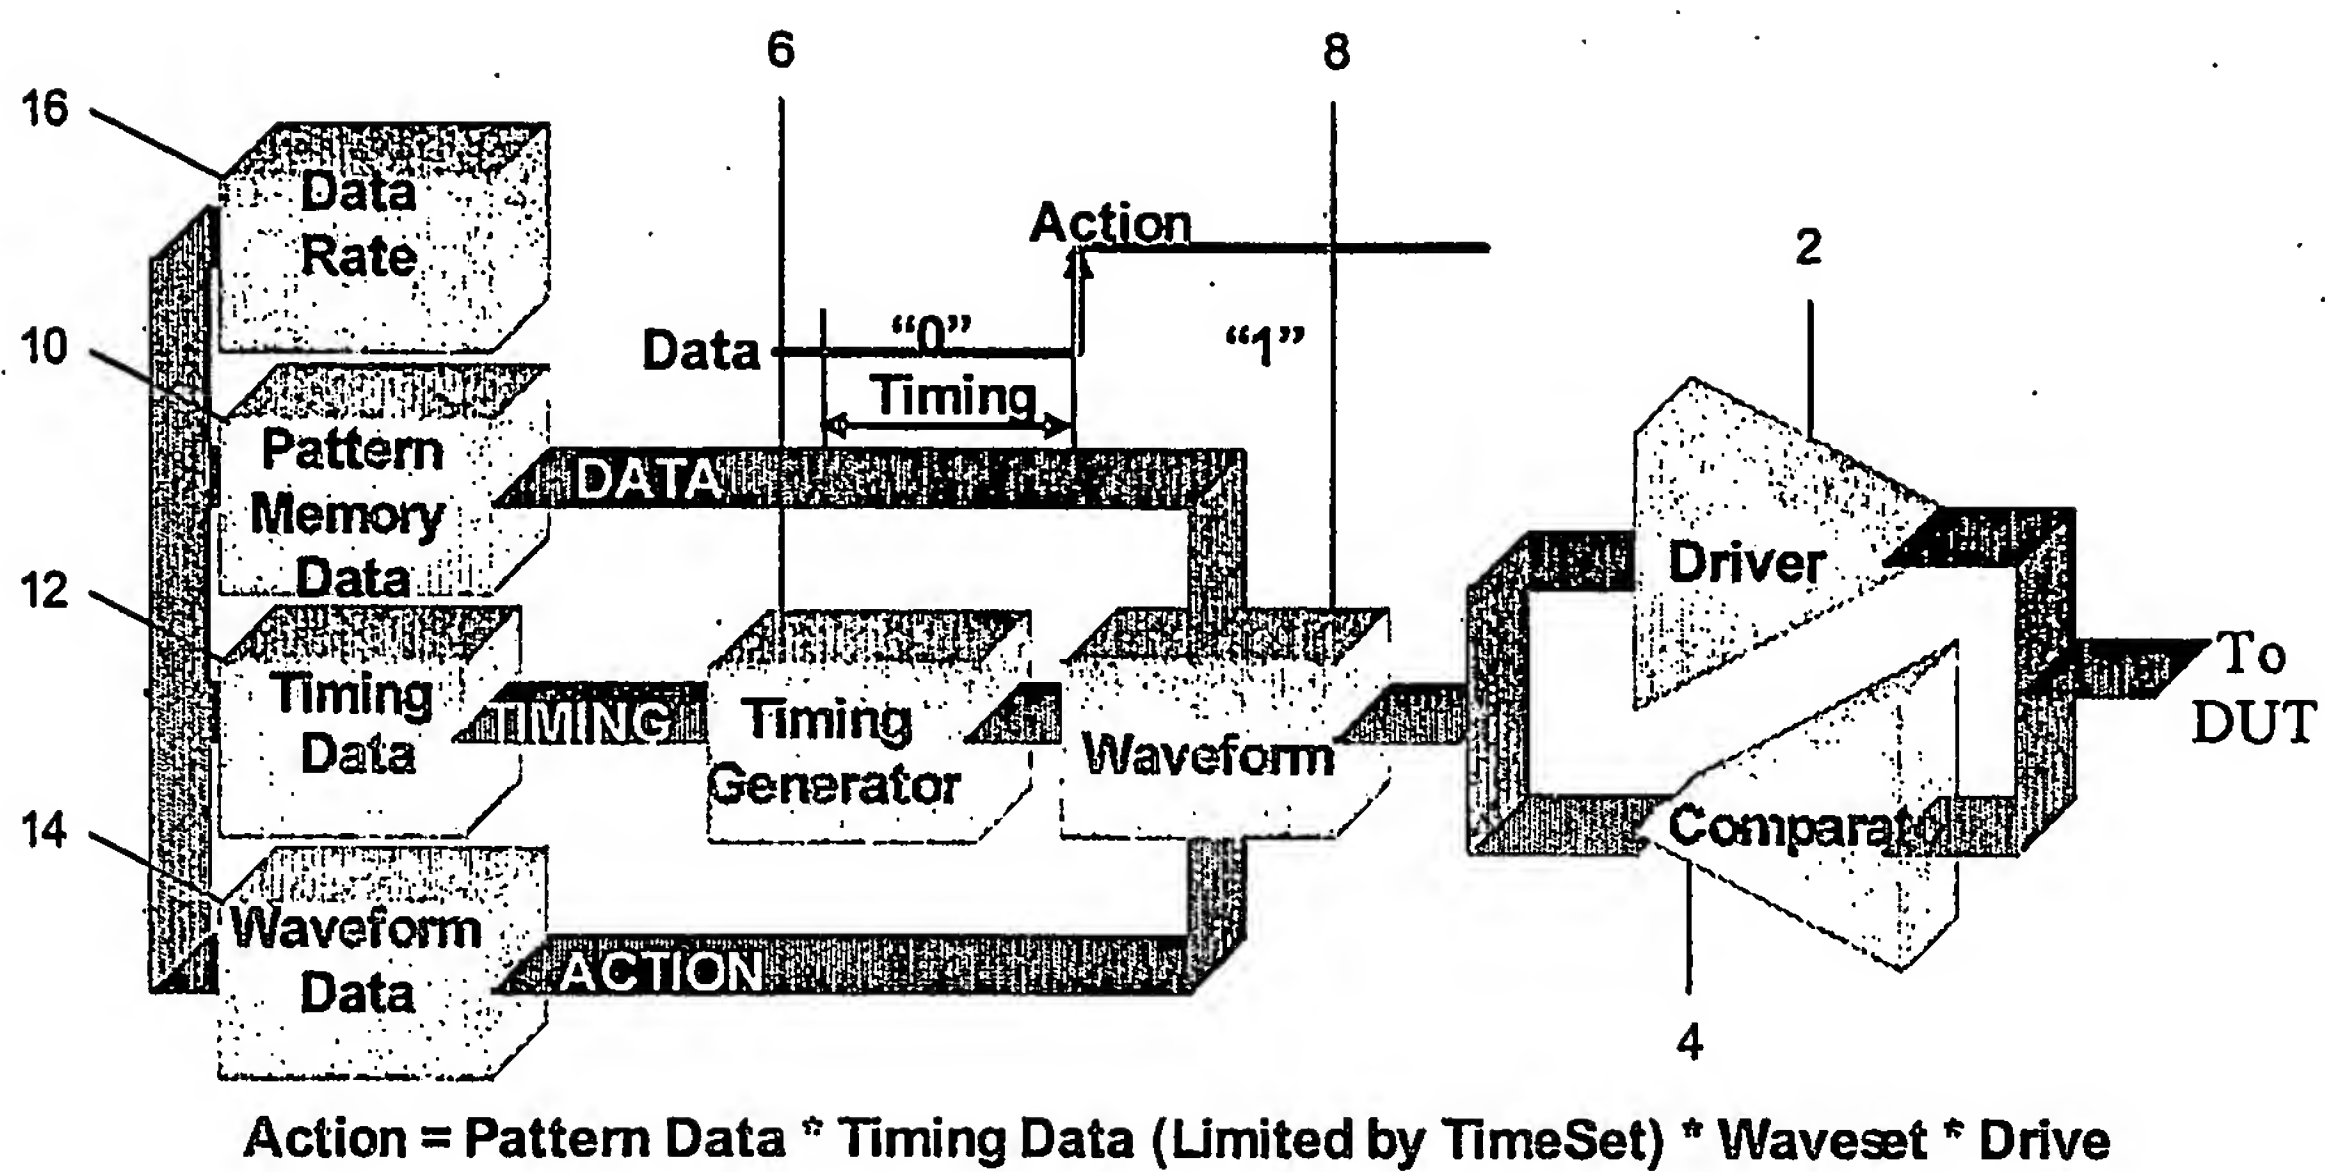 6
8
16
Data
Rate
Action
2
10
Data
“0”
“1”
Timing
Pattern
Memory
Data
DATA
Driver
12
Timing
Data
TIMING
Timing
Generator
Waveform
To
DUT
14
Comparato
Waveform
Data
ACTION
4
Action = Pattern Data * Timing Data (Limited by TimeSet) * Waveset * Drive